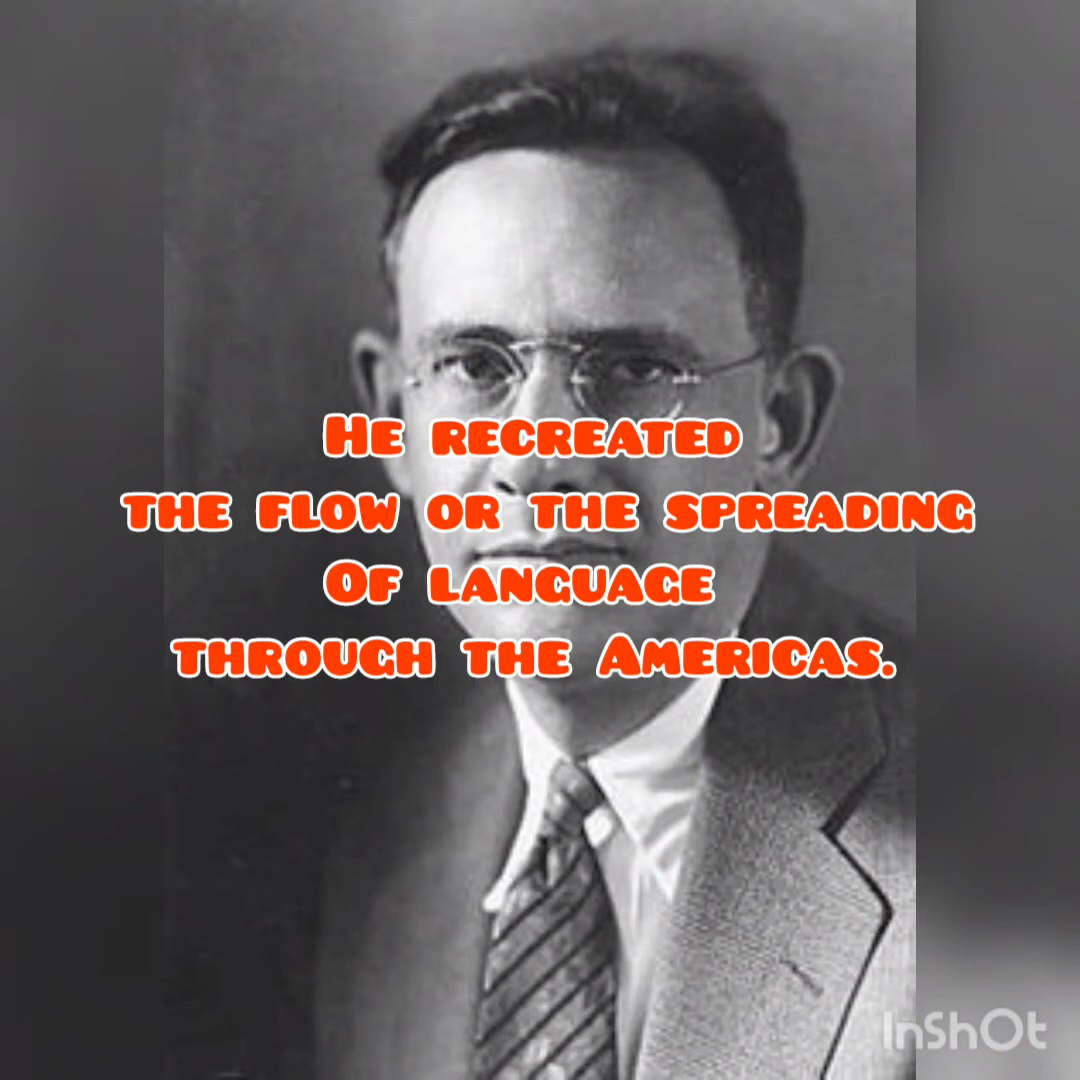 He recreated
the flow or the spreading
Of language
through the Americas.
InShOt